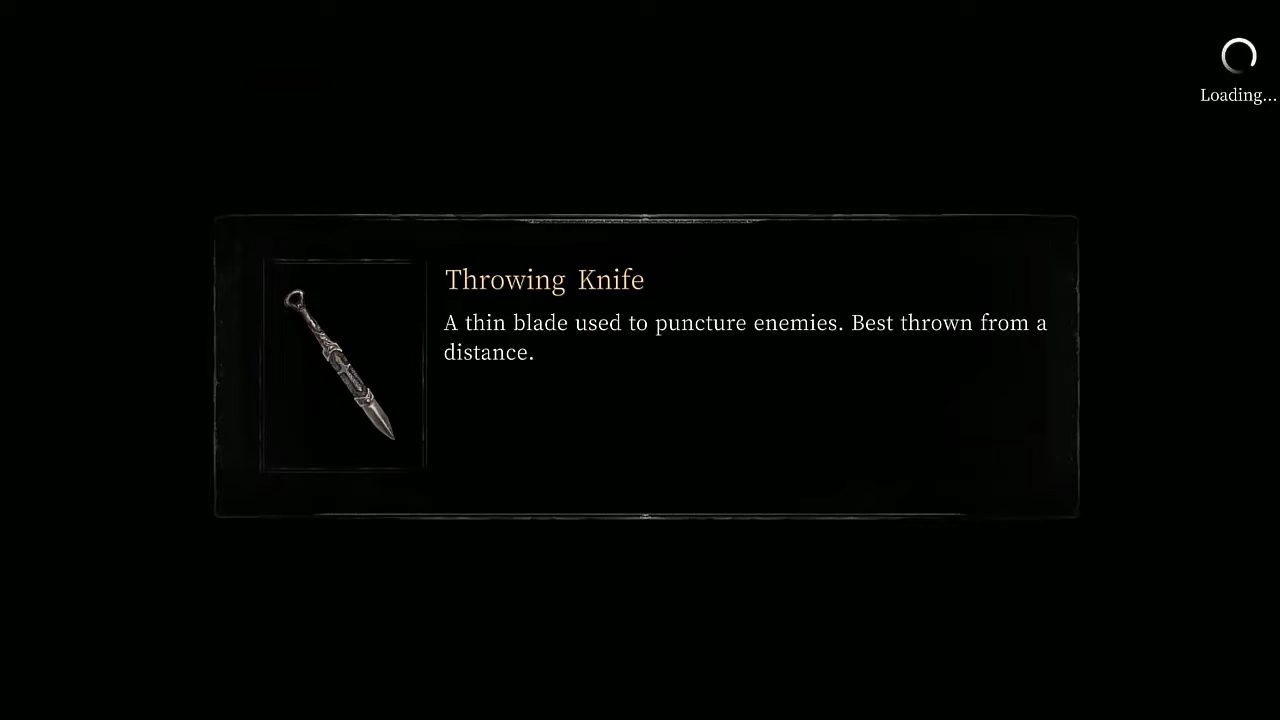 Loading...
Throwing Knife
A thin blade used to puncture enemies. Best thrown from a
distance.